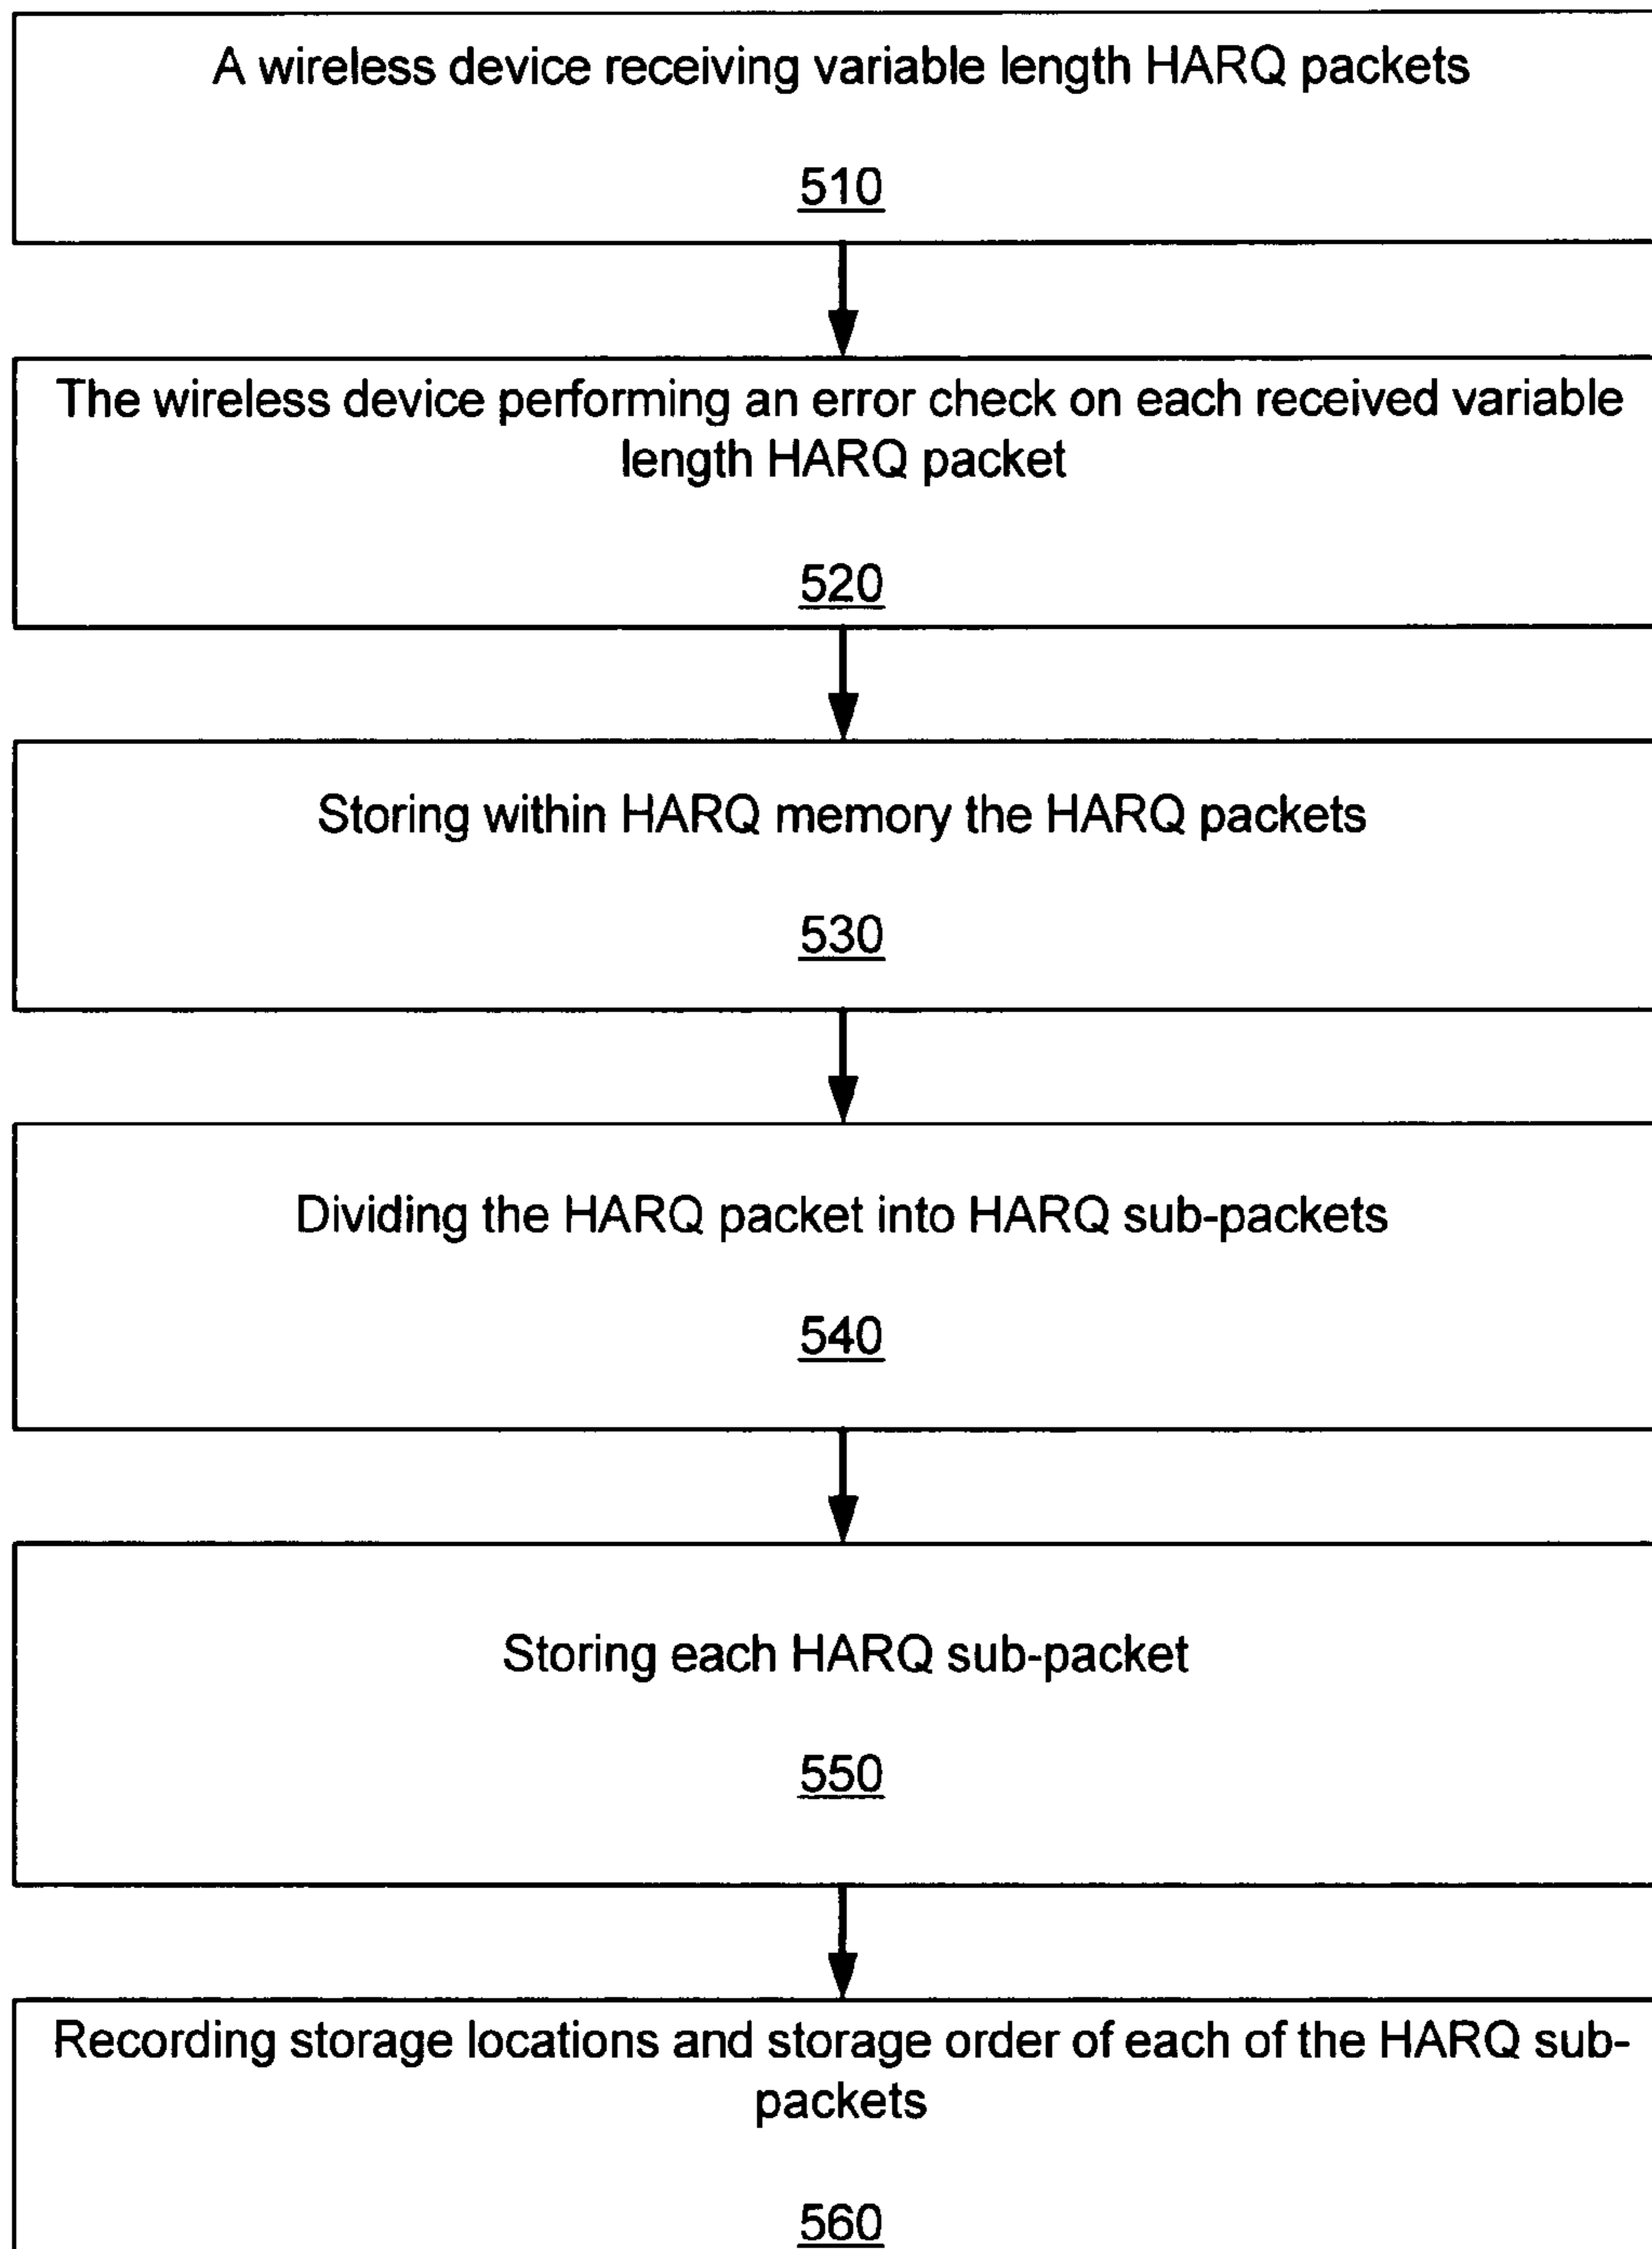 A wireless device receiving variable length HARQ packets
510
The wireless device performing an error check on each received variable
length HARQ packet
520
Storing within HARQ memory the HARQ packets
530
Dividing the HARQ packet into HARQ sub-packets
540
Storing each HARQ sub-packet
550
Recording storage locations and storage order of each of the HARQ sub-
packets
560